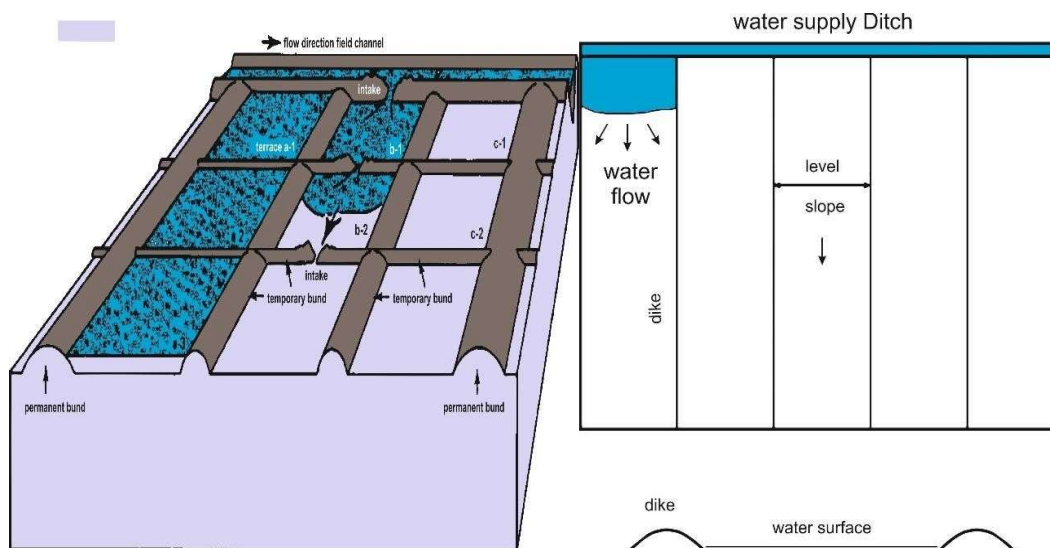 flow direction field channel
intake
terrace a-1
b-1
c-1
b-2
c-2
intake
temporary bund
temporary bund
permanent bund
permanent bund
water supply Ditch
water
flow
level
slope
dike
dike
water surface